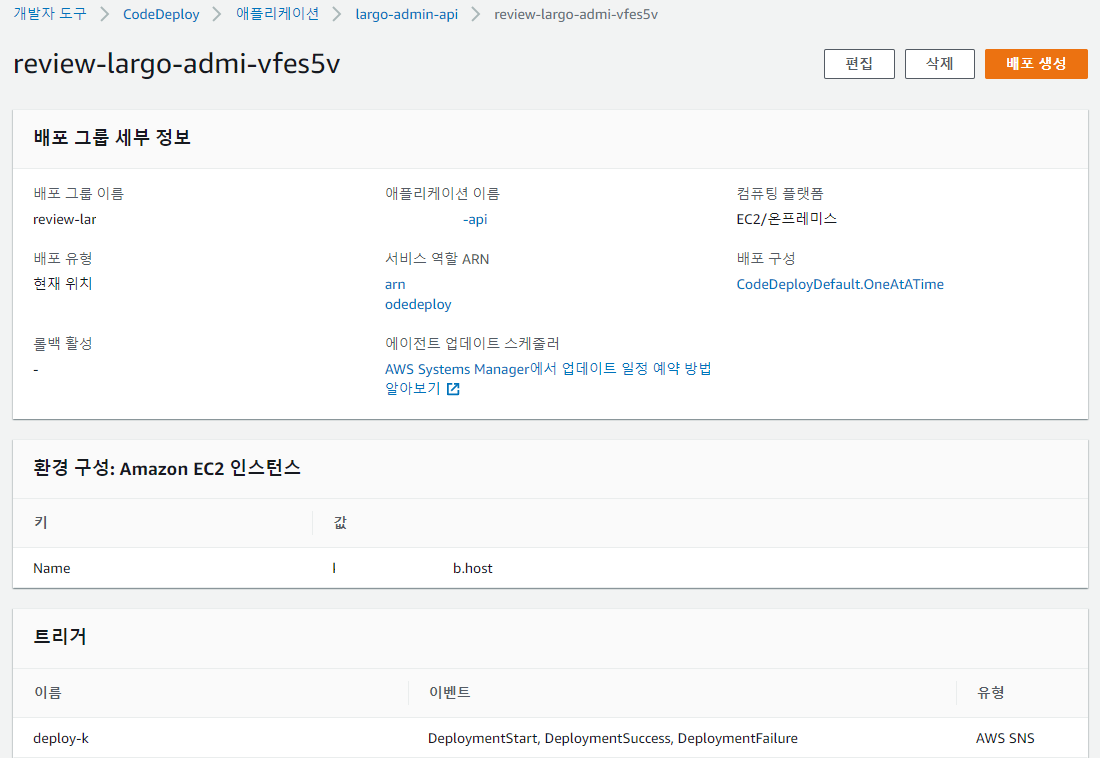 개발자 도구 > CodeDeploy > 애플리케이션 > largo-admin-api > review-largo-admi-vfes5v
review-largo-admi-vfes5v
편집 삭제 배포 생성
배포 그룹 세부 정보
배포 그룹 이름 애플리케이션 이름 컴퓨팅 플랫폼
review-lar -api EC2/온프레미스
배포 유형 서비스 역할 ARN 배포 구성
현재 위치 arn CodeDeployDefault.OneAtATime
odedeploy
롤백 활성 에이전트 업데이트 스케줄러
- AWS Systems Manager에서 업데이트 일정 예약 방법
알아보기
환경 구성: Amazon EC2 인스턴스
키 값
Name l b.host
트리거
이름 이벤트 유형
deploy-k DeploymentStart, DeploymentSuccess, DeploymentFailure AWS SNS